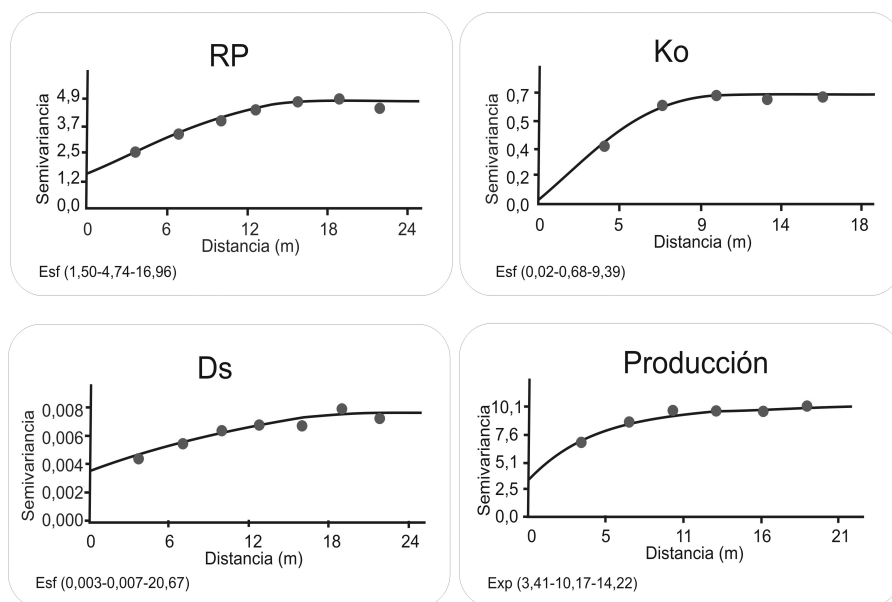 RP
Semivariancia
4,9
3,7
2,5
1,2
0,0
0 6 12 18 24
Distancia (m)
Esf (1,50-4,74-16,96)
Ko
Semivariancia
0,7
0,5
0,4
0,2
0,0
0 5 9 14 18
Distancia (m)
Esf (0,02-0,68-9,39)
Ds
Semivariancia
0,008
0,006
0,004
0,002
0,000
0 6 12 18 24
Distancia (m)
Esf (0,003-0,007-20,67)
Producción
Semivariancia
10,1
7,6
5,1
2,5
0,0
0 5 11 16 21
Distancia (m)
Exp (3,41-10,17-14,22)